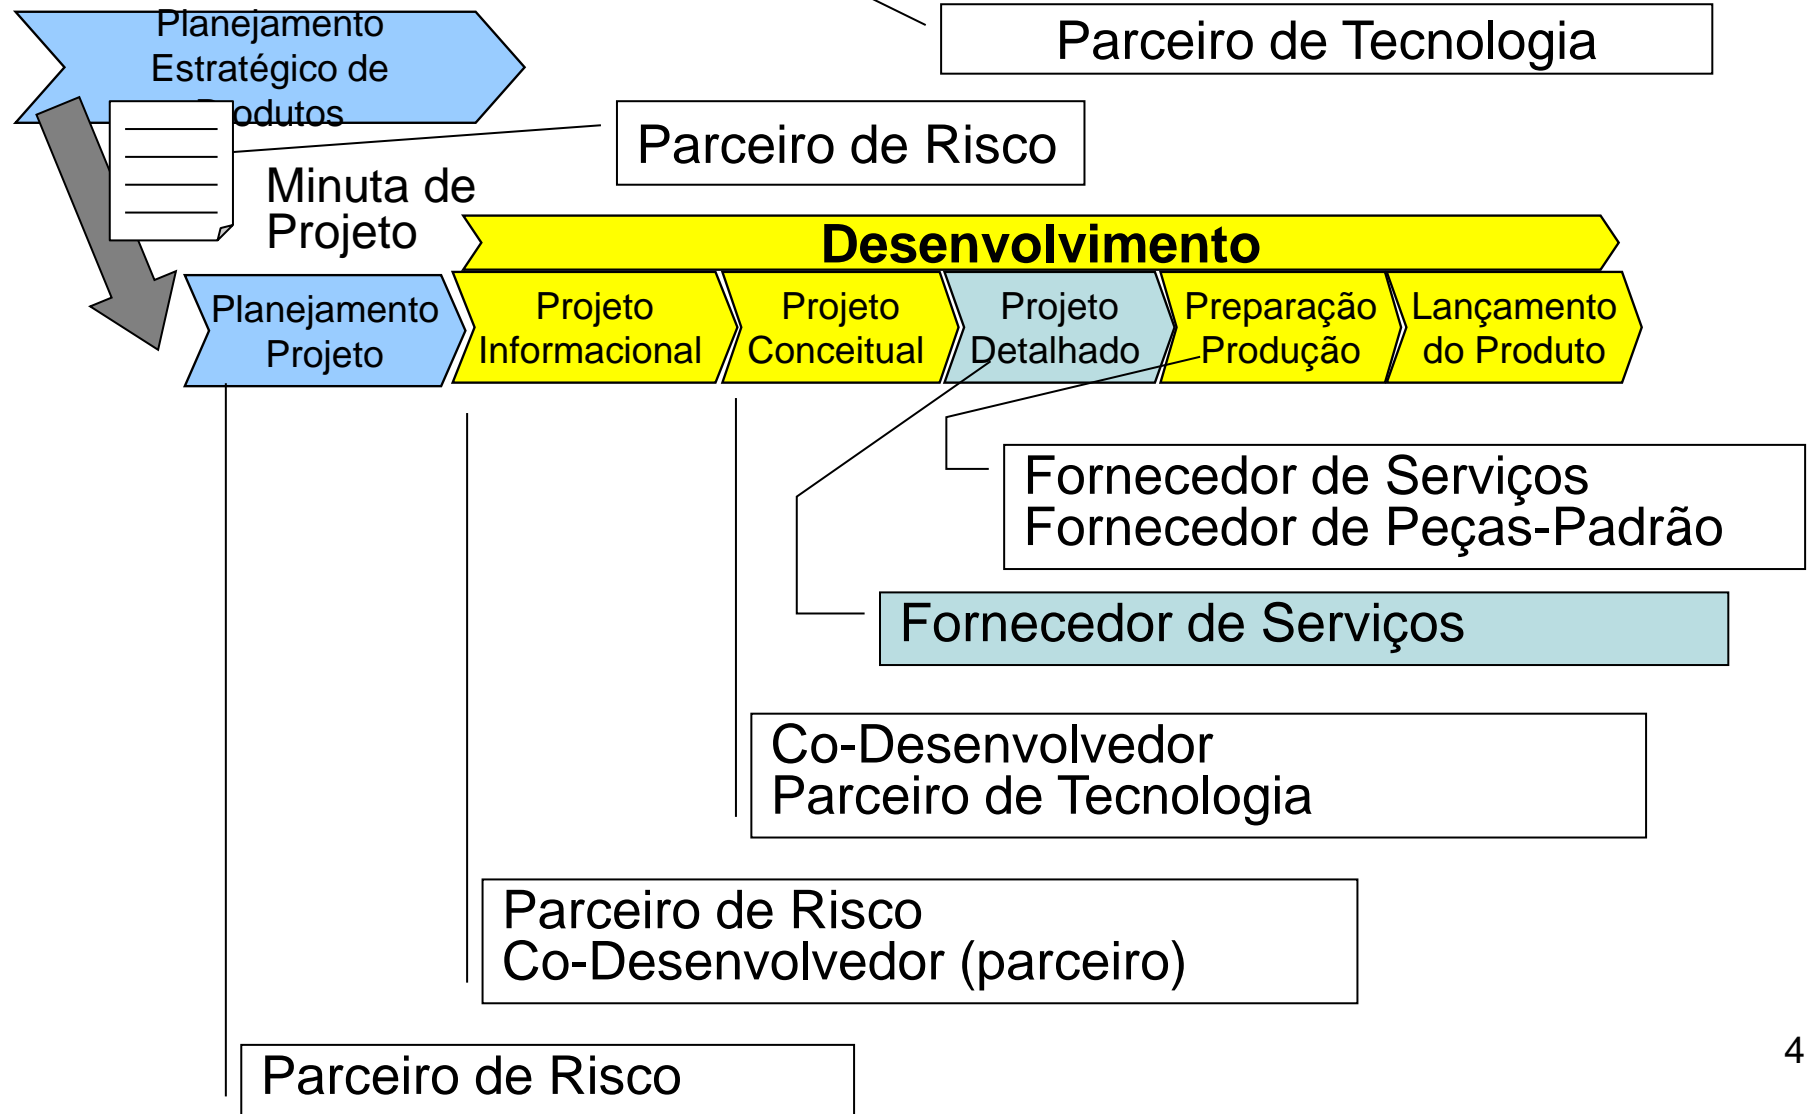 Planejamento
Estratégico de
odutos
Parceiro de Tecnologia
Parceiro de Risco
Minuta de
Projeto
Desenvolvimento
Planejamento
Projeto
Projeto
Informacional
Projeto
Conceitual
Projeto
Detalhado
Preparação
Produção
Lançamento
do Produto
Fornecedor de Serviços
Fornecedor de Peças-Padrão
Fornecedor de Serviços
Co-Desenvolvedor
Parceiro de Tecnologia
Parceiro de Risco
Co-Desenvolvedor (parceiro)
Parceiro de Risco
4